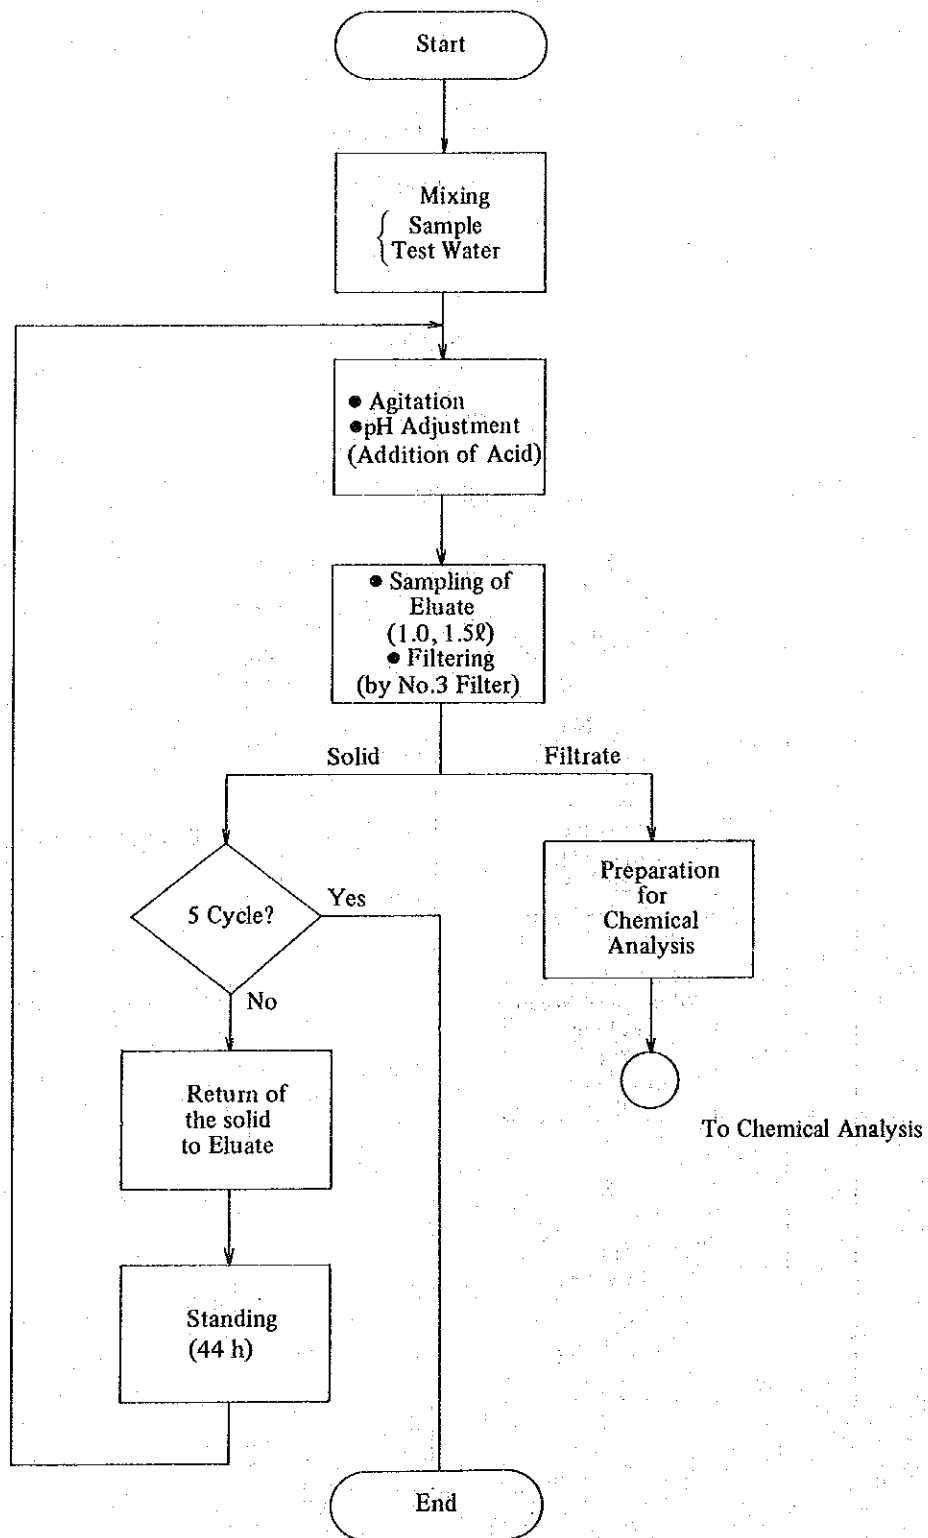 Start
Mixing
Sample
Test Water
● Agitation
●pH Adjustment
(Addition of Acid)
● Sampling of
Eluate
(1.0, 1.5ℓ)
● Filtering
(by No.3 Filter)
Solid
Filtrate
5 Cycle?
Yes
No
Preparation
for
Chemical
Analysis
Return of
the solid
to Eluate
To Chemical Analysis
Standing
(44 h)
End